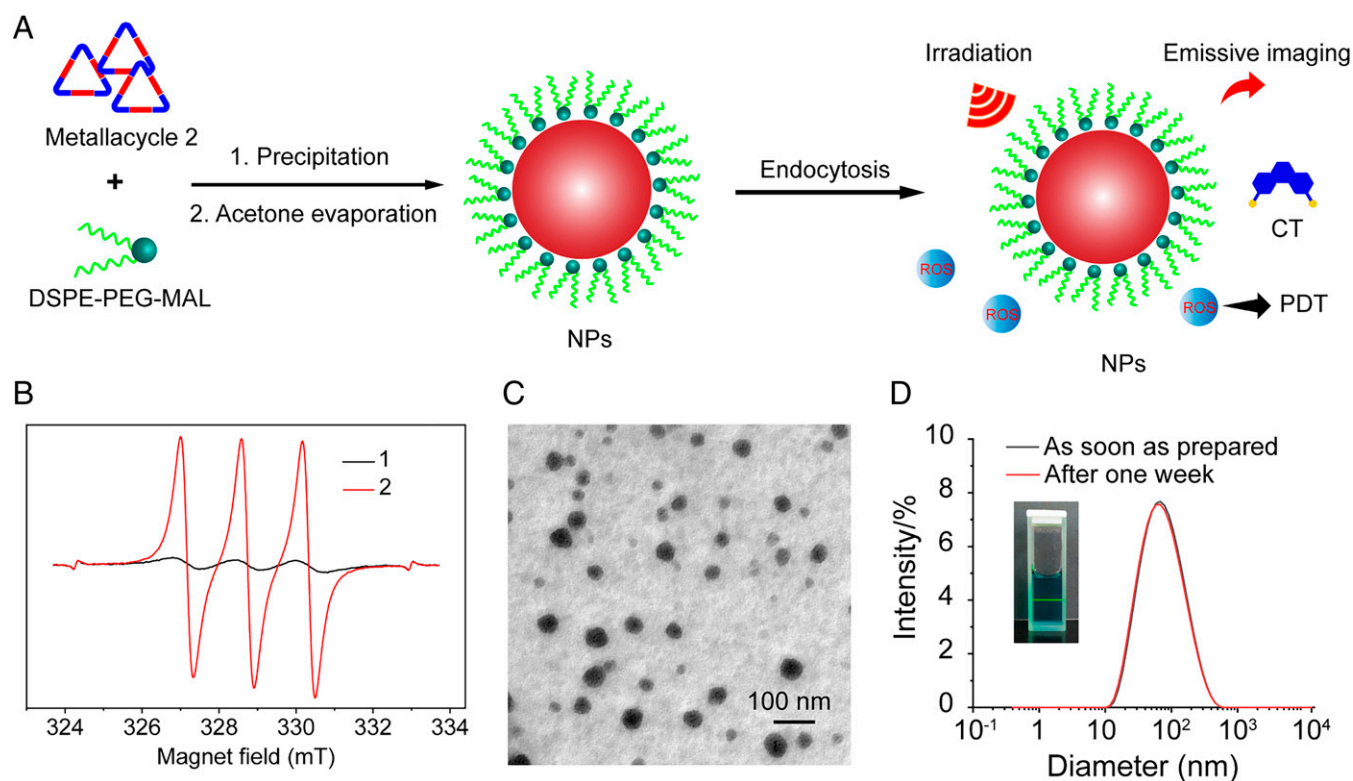 A
Metallacycle 2
+
DSPE-PEG-MAL
1. Precipitation
2. Acetone evaporation
NPs
Endocytosis
Irradiation
Emissive imaging
CT
ROS
ROS
ROS
PDT
NPs
B
1
2
324 326 328 330 332 334
Magnet field (mT)
C
100 nm
D
As soon as prepared
After one week
Intensity/%
10
8
6
4
2
0
10⁻¹ 1 10 10² 10³ 10⁴
Diameter (nm)